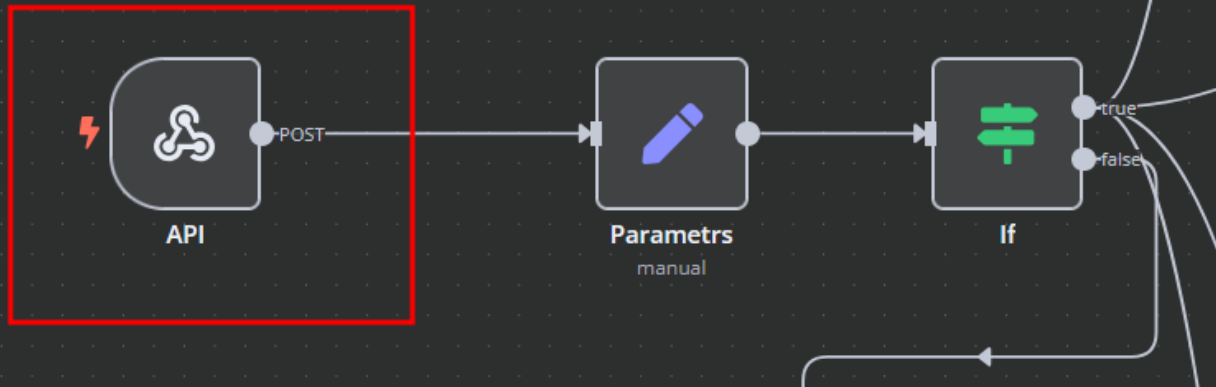 POST
true
false
API
Parametrs
If
manual